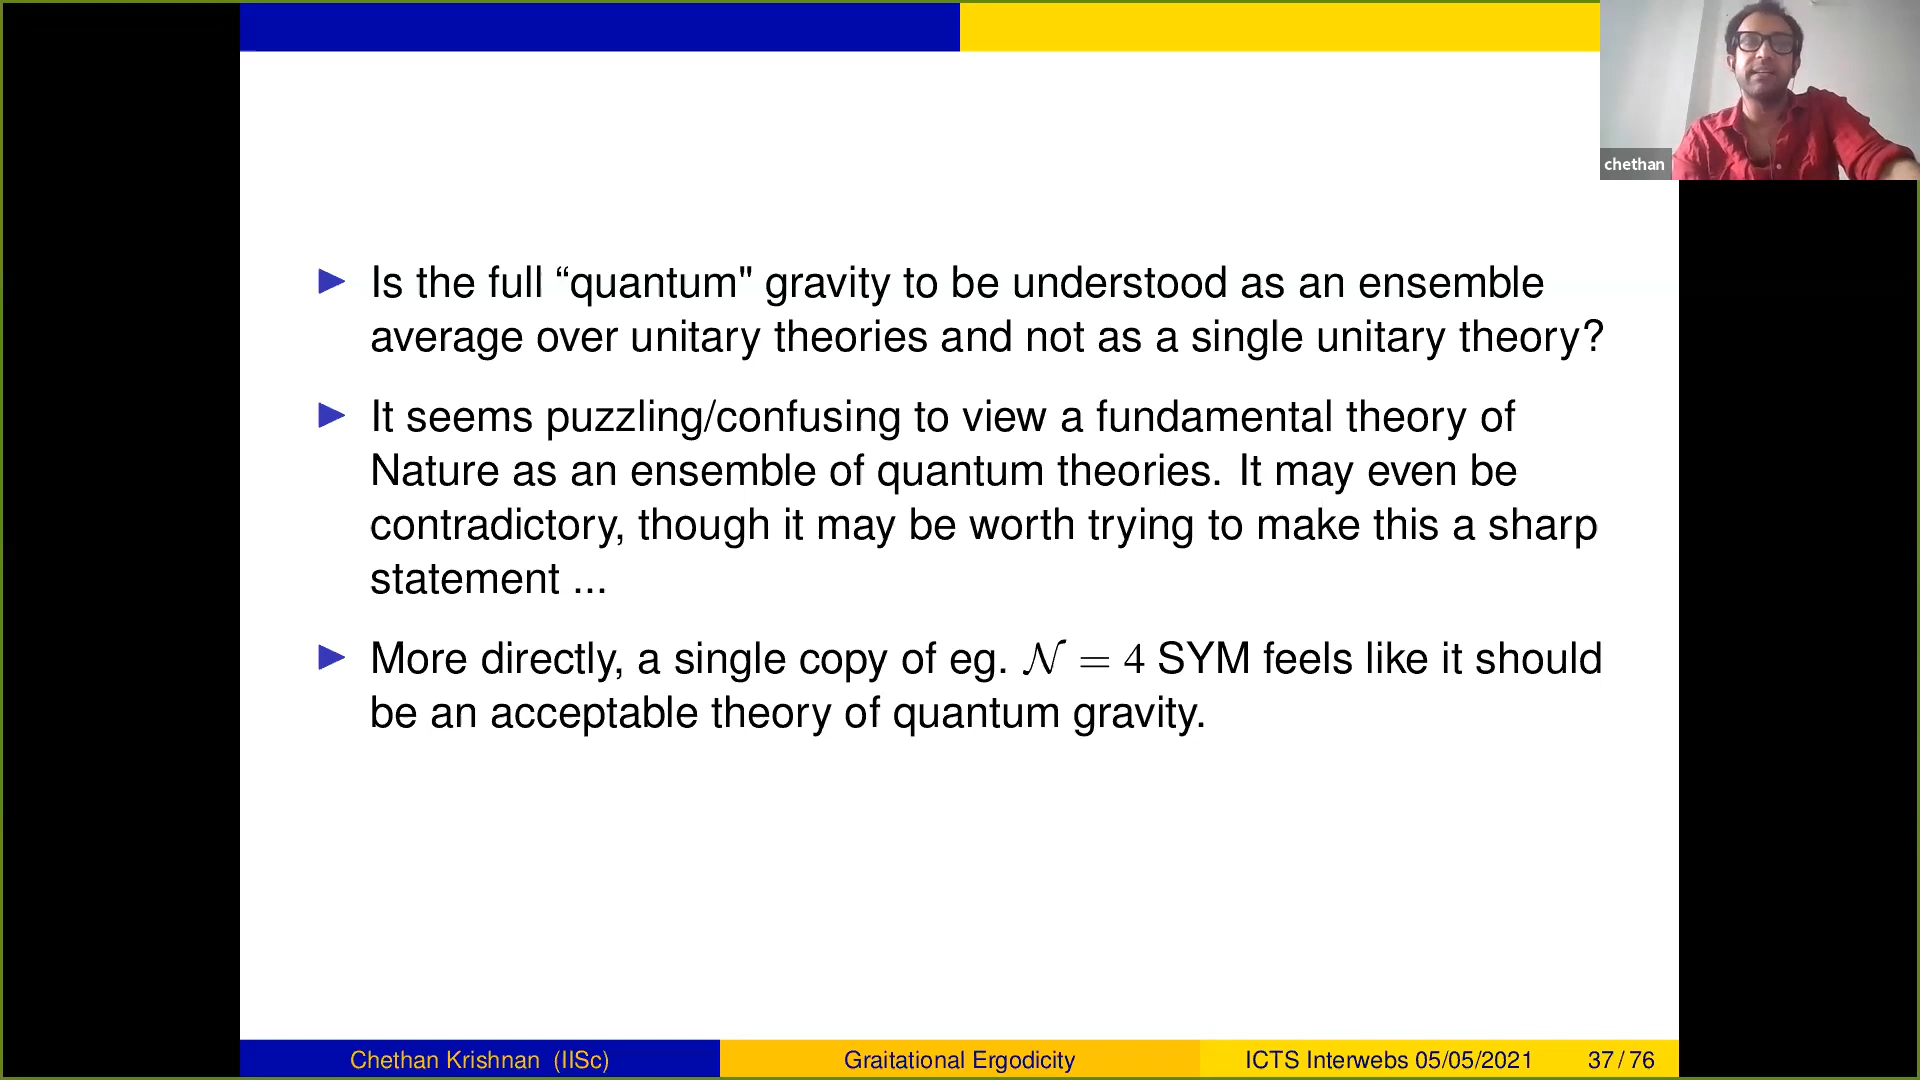 chethan
Is the full “quantum" gravity to be understood as an ensemble
average over unitary theories and not as a single unitary theory?
It seems puzzling/confusing to view a fundamental theory of
Nature as an ensemble of quantum theories. It may even be
contradictory, though it may be worth trying to make this a sharp
statement ...
More directly, a single copy of eg. 𝒩 = 4 SYM feels like it should
be an acceptable theory of quantum gravity.
Chethan Krishnan (IISc) Graitational Ergodicity ICTS Interwebs 05/05/2021 37 / 76